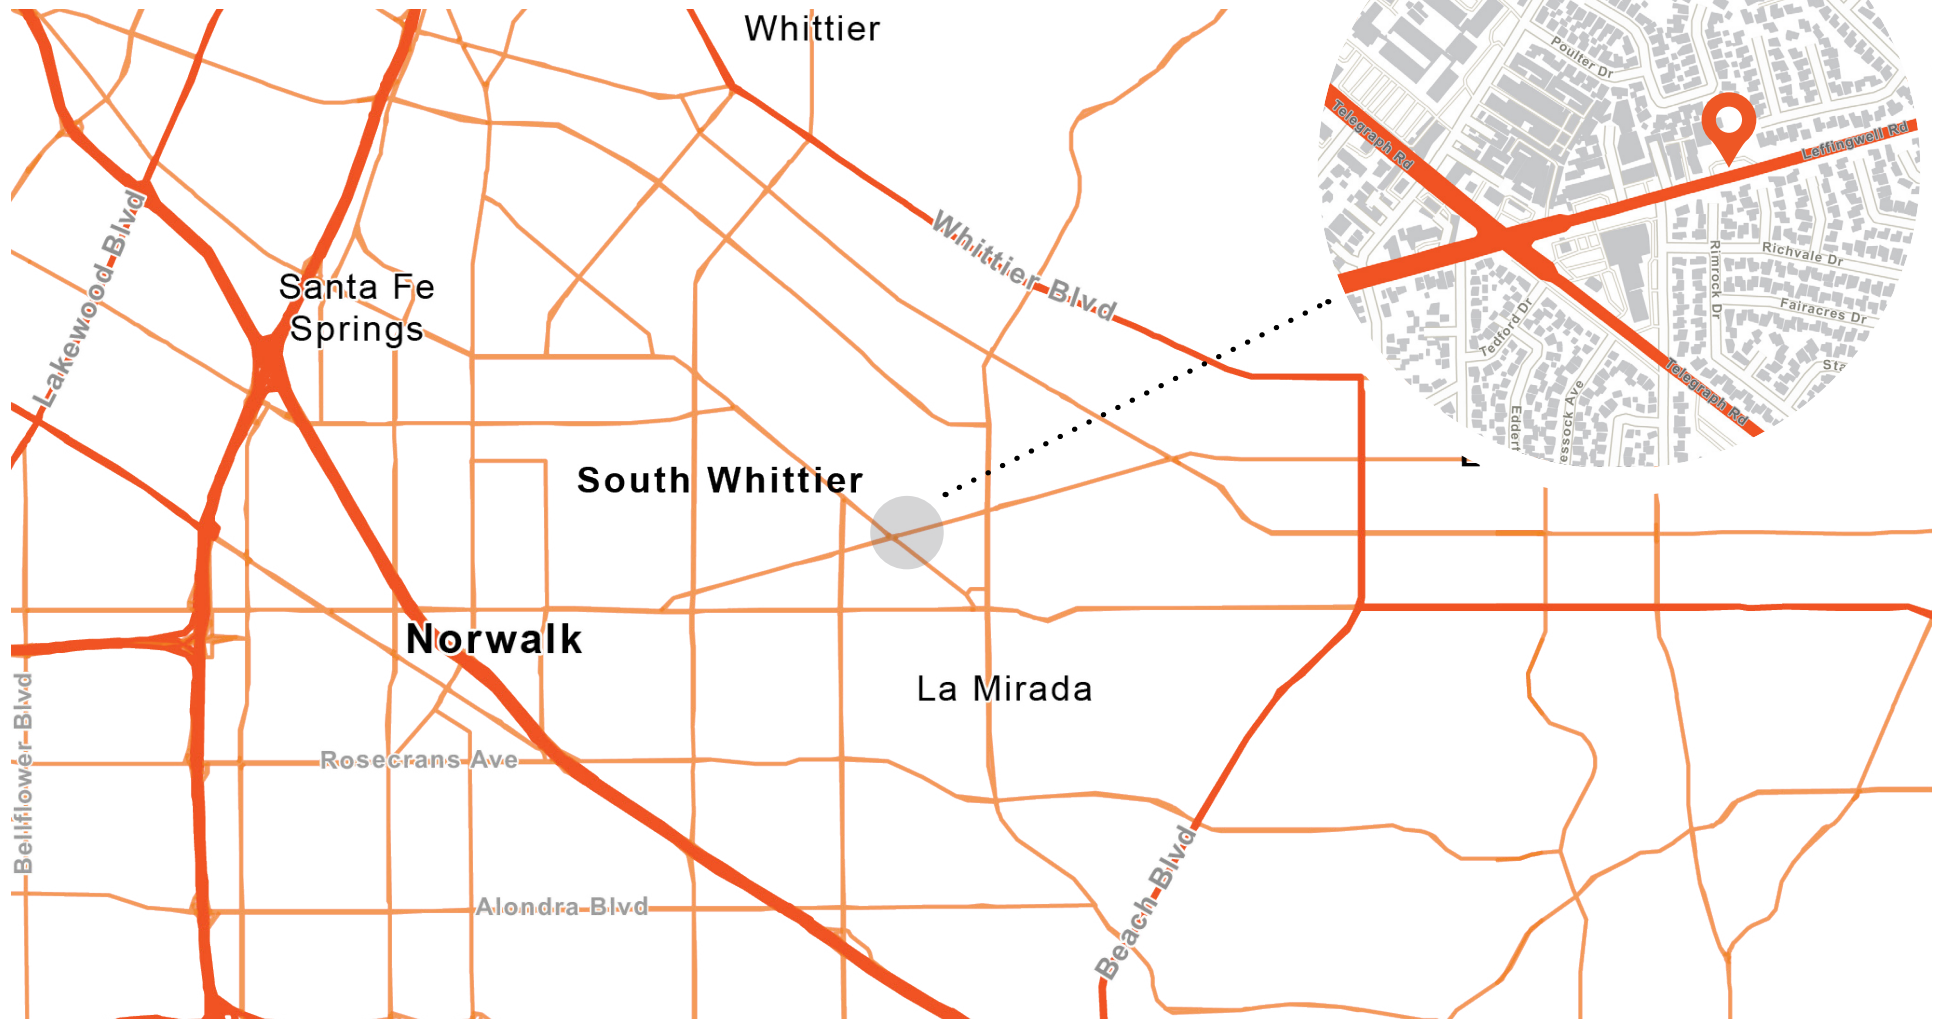 Whittier
Poulter Dr
Telegraph Rd
Leffingwell Rd
Lakewood Blvd
Whittier Blvd
Richvale Dr
Rimrock Dr
Santa Fe
Springs
Fairacres Dr
Tedford Dr
Telegraph Rd
South Whittier
Norwalk
La Mirada
Bellflower Blvd
Rosecrans Ave
Alondra Blvd
Beach Blvd